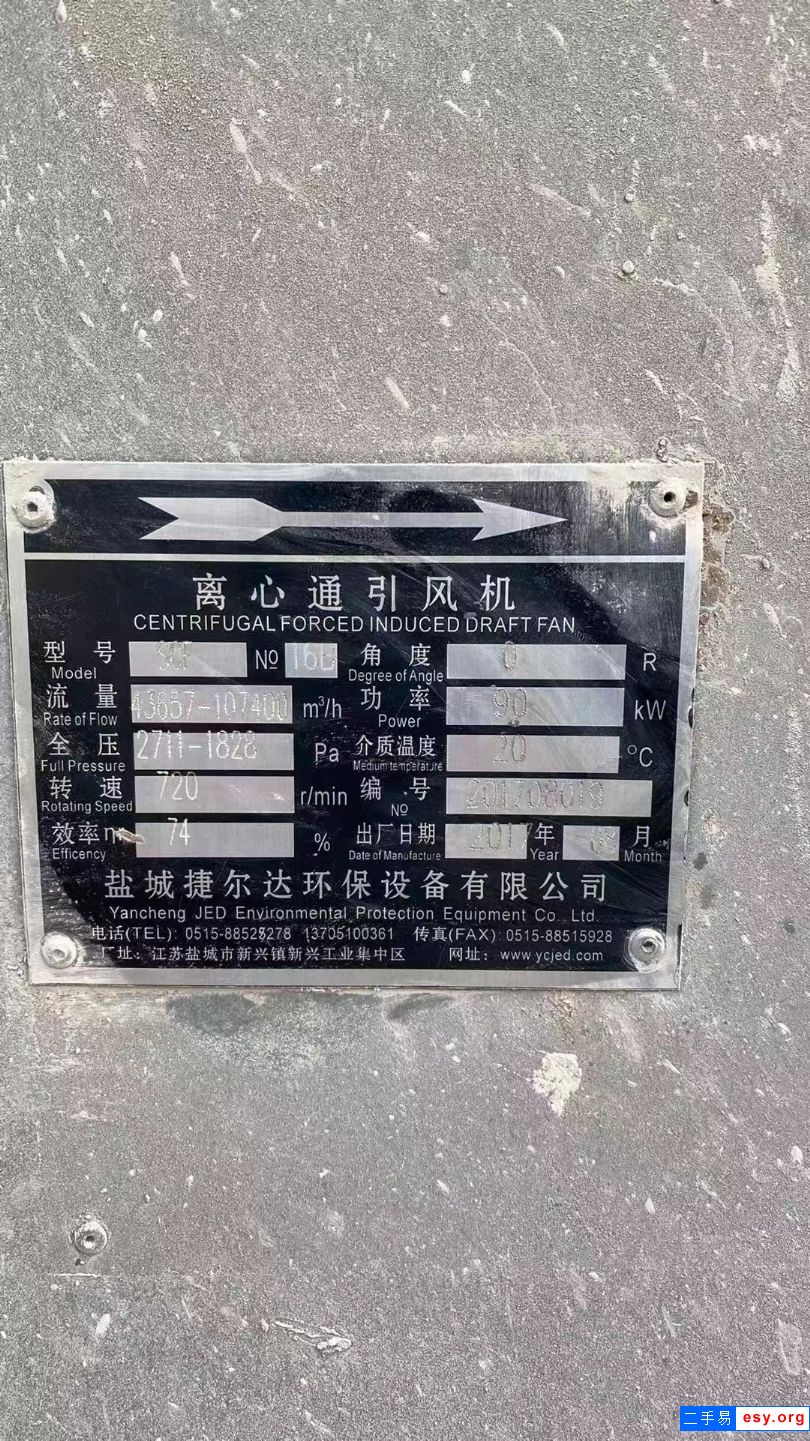 离心通引风机
CENTRIFUGAL FORCED INDUCED DRAFT FAN
型号 SCF № 16B 角度 0 R
Model Degree of Angle
流量 43657-107400 m³/h 功率 90 kW
Rate of Flow Power
全压 2711-1828 Pa 介质温度 20 °C
Full Pressure Medium temperature
转速 720 r/min 编号 201708019
Rotating Speed №
效率η 74 % 出厂日期 2017 年 08 月
Efficency Date of Manufacture Year Month
盐城捷尔达环保设备有限公司
Yancheng JED Environmental Protection Equipment Co., Ltd.
电话(TEL): 0515-88525278 13705100361 传真(FAX): 0515-88515928
厂址: 江苏盐城市新兴镇新兴工业集中区 网址: www.ycjed.com
二手易 esy.org